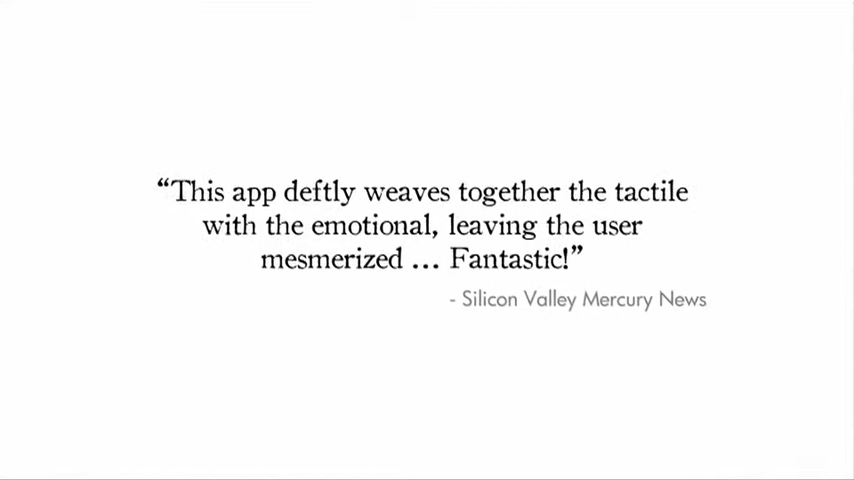 “This app deftly weaves together the tactile
with the emotional, leaving the user
mesmerized ... Fantastic!”
- Silicon Valley Mercury News